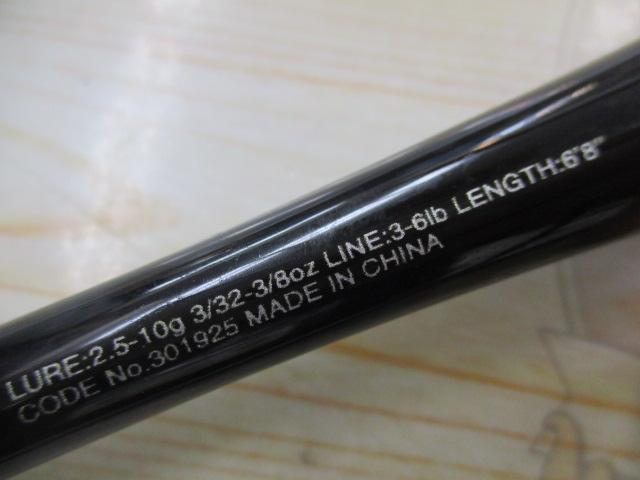 LURE:2.5-10g 3/32-3/8oz LINE:3-6lb LENGTH:6'8"
CODE No.301925 MADE IN CHINA